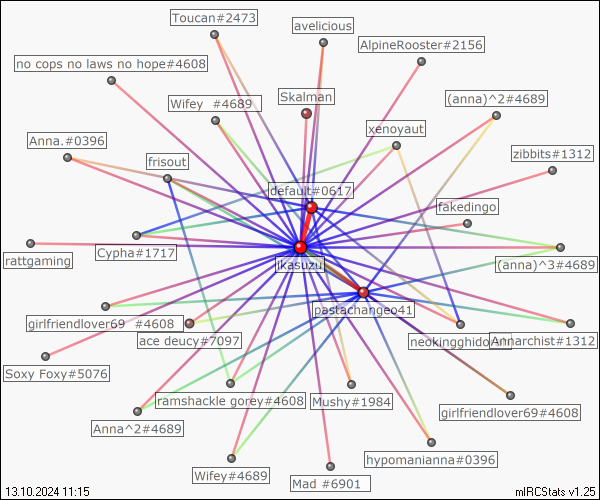 Toucan#2473
avelicious
AlpineRooster#2156
no cops no laws no hope#4608
Skalman
(anna)^2#4689
Wifey  #4689
xenoyaut
Anna.#0396
zibbits#1312
frisout
default#0617
fakedingo
Cypha#1717
rattgaming
ikasuzu
(anna)^3#4689
pastachangeo41
girlfriendlover69  #4608
ace deucy#7097
neokingghido
Annarchist#1312
Soxy Foxy#5076
ramshackle gorey#4608
Mushy#1984
girlfriendlover69#4608
Anna^2#4689
hypomanianna#0396
Wifey#4689
Mad #6901
13.10.2024 11:15
mIRCStats v1.25